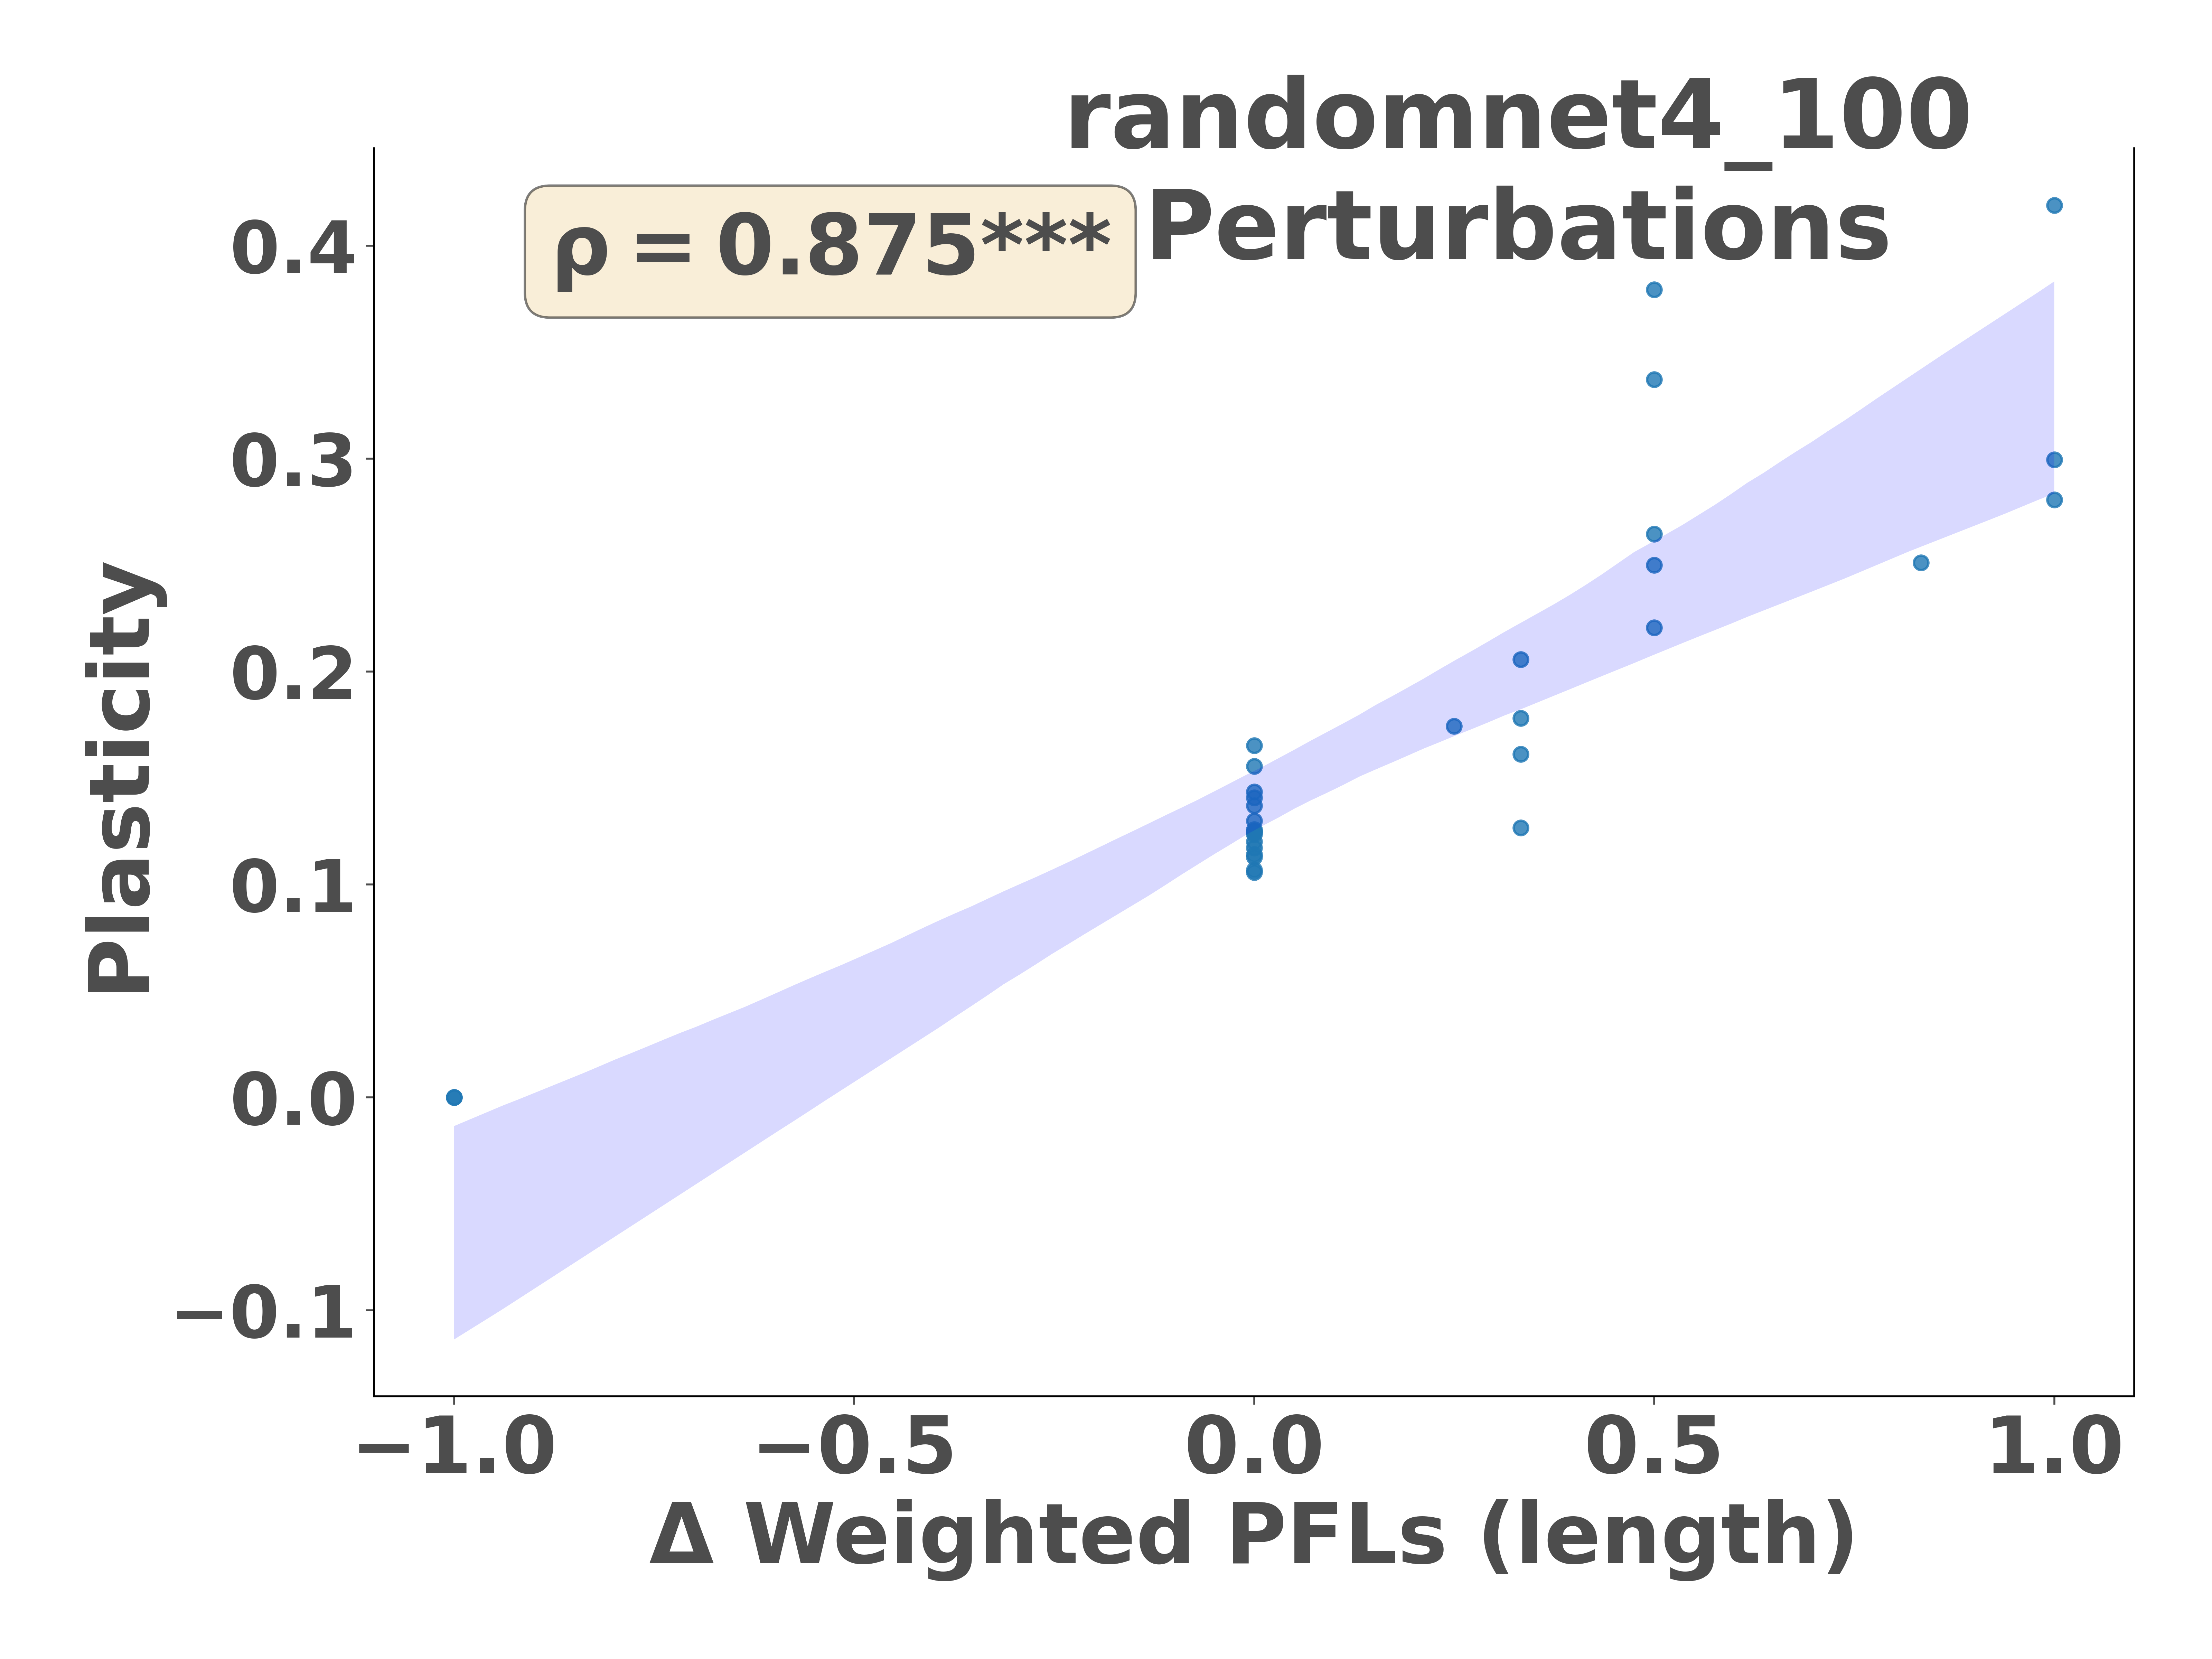 randomnet4_100
Perturbations
ρ = 0.875***
Plasticity
0.4
0.3
0.2
0.1
0.0
−0.1
−1.0 −0.5 0.0 0.5 1.0
Δ Weighted PFLs (length)